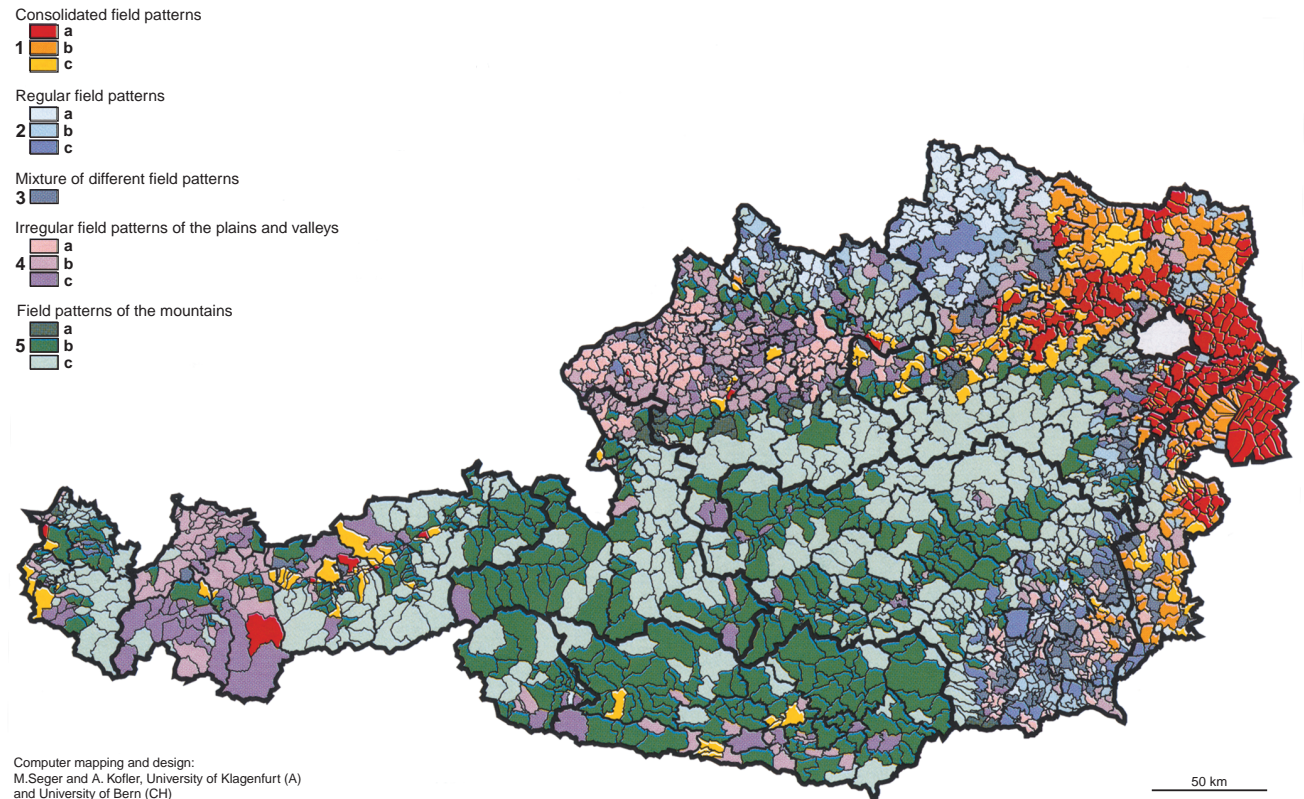 Consolidated field patterns
a
1 b
c
Regular field patterns
a
2 b
c
Mixture of different field patterns
3
Irregular field patterns of the plains and valleys
a
4 b
c
Field patterns of the mountains
a
5 b
c
Computer mapping and design:
M.Seger and A. Kofler, University of Klagenfurt (A)
and University of Bern (CH)
50 km